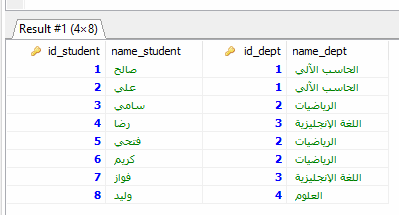 Result #1 (4×8)
id_student name_student id_dept name_dept
1 صالح 1 الحاسب الآلي
2 علي 1 الحاسب الآلي
3 سامي 2 الرياضيات
4 رضا 3 اللغة الإنجليزية
5 فتحي 2 الرياضيات
6 كريم 2 الرياضيات
7 فواز 3 اللغة الإنجليزية
8 وليد 4 العلوم